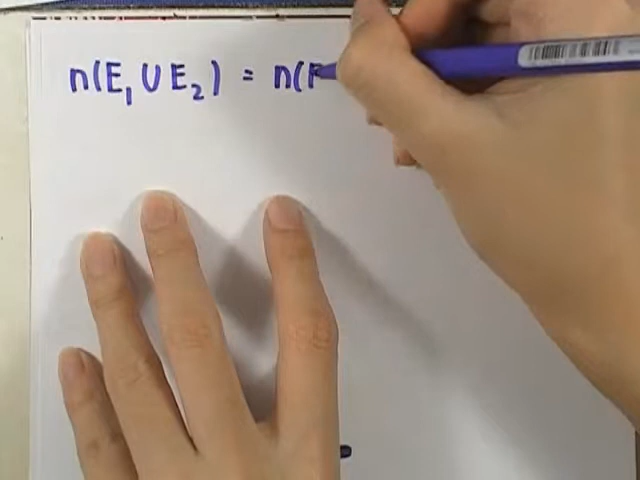 n(E₁ ∪ E₂) = n(E